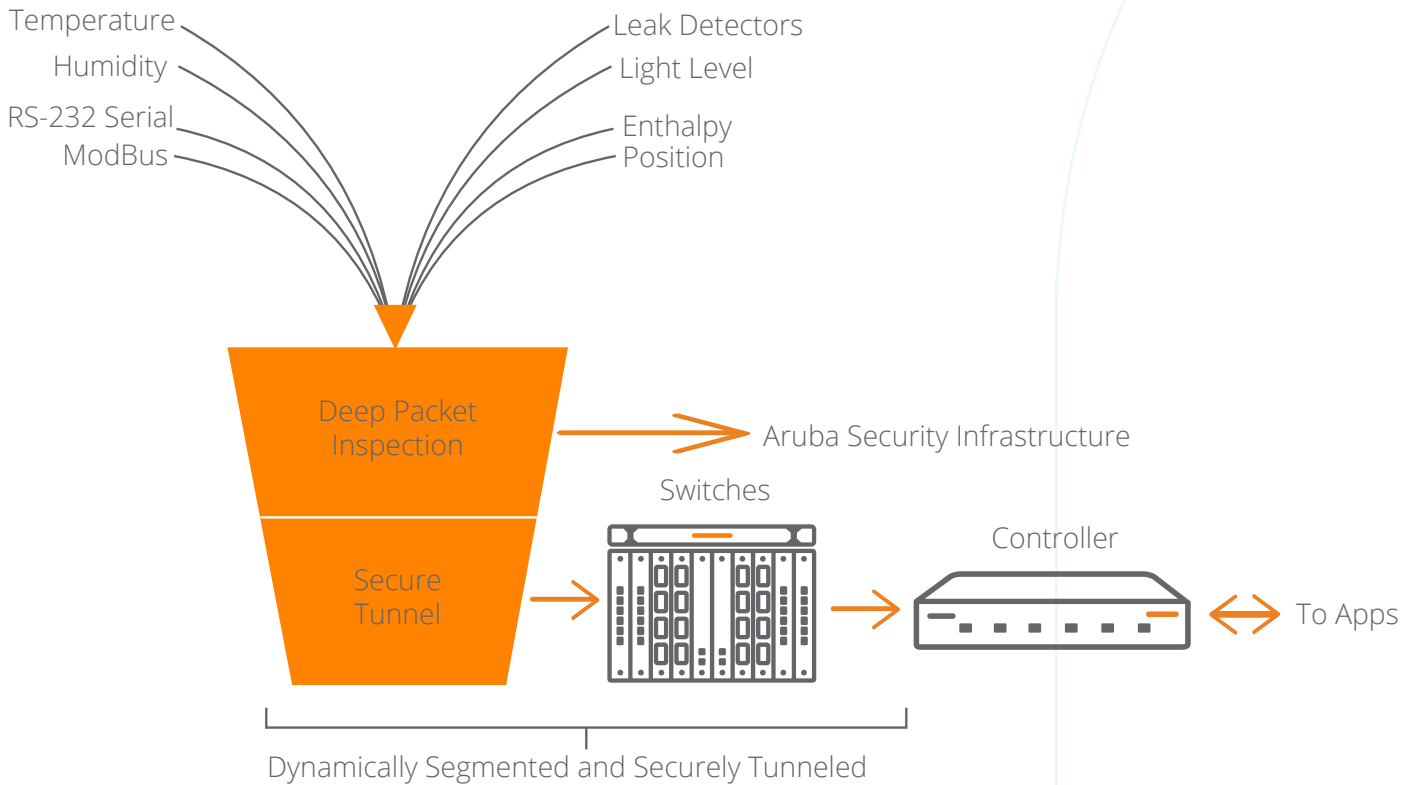 Temperature
Humidity
RS-232 Serial
ModBus
Leak Detectors
Light Level
Enthalpy
Position
Deep Packet
Inspection
Aruba Security Infrastructure
Switches
Controller
Secure
Tunnel
To Apps
Dynamically Segmented and Securely Tunneled